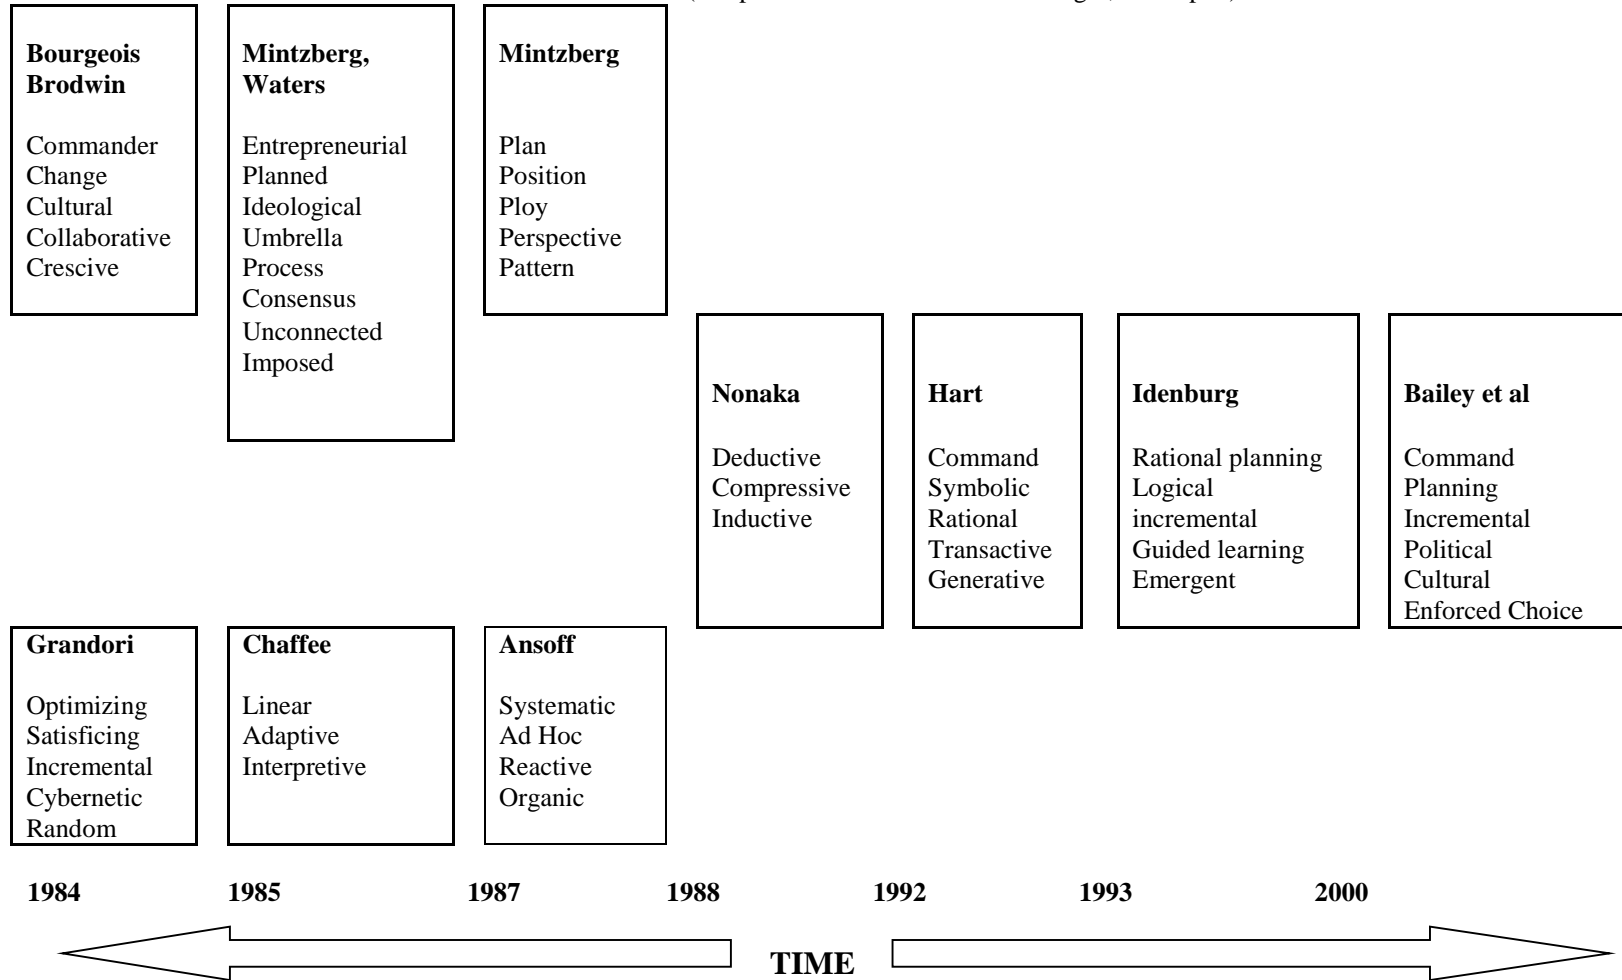 Bourgeois
Brodwin
Commander
Change
Cultural
Collaborative
Crescive
Mintzberg,
Waters
Entrepreneurial
Planned
Ideological
Umbrella
Process
Consensus
Unconnected
Imposed
Mintzberg
Plan
Position
Ploy
Perspective
Pattern
Nonaka
Deductive
Compressive
Inductive
Hart
Command
Symbolic
Rational
Transactive
Generative
Idenburg
Rational planning
Logical
incremental
Guided learning
Emergent
Bailey et al
Command
Planning
Incremental
Political
Cultural
Enforced Choice
Grandori
Optimizing
Satisficing
Incremental
Cybernetic
Random
Chaffee
Linear
Adaptive
Interpretive
Ansoff
Systematic
Ad Hoc
Reactive
Organic
1984 1985 1987 1988 1992 1993 2000
TIME